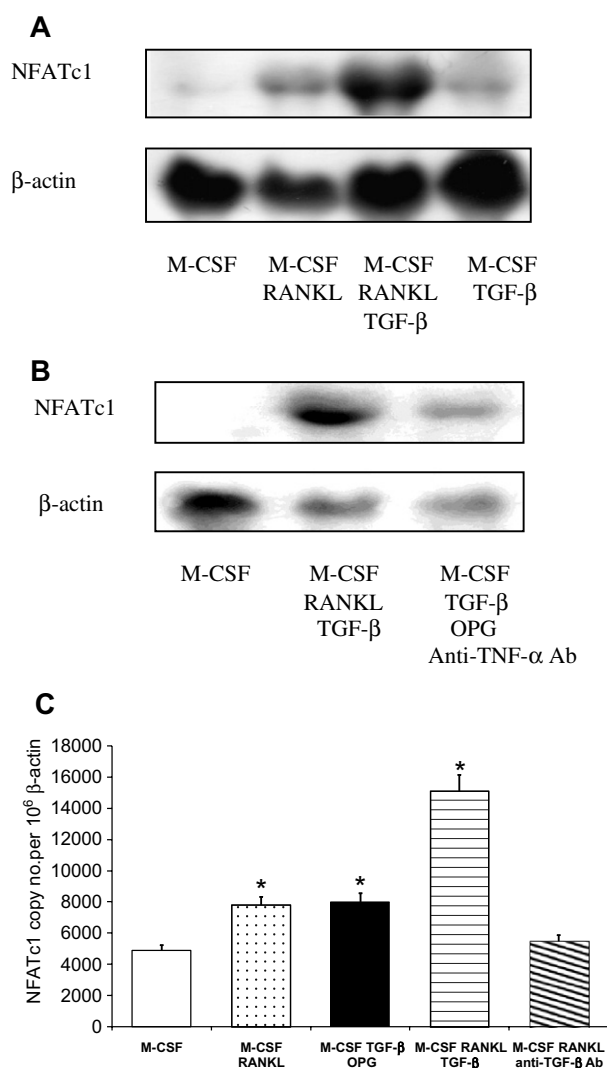 A
NFATc1
β-actin
M-CSF M-CSF M-CSF M-CSF
RANKL RANKL TGF-β
TGF-β
B
NFATc1
β-actin
M-CSF M-CSF M-CSF
RANKL TGF-β
TGF-β OPG
Anti-TNF-α Ab
C
NFATc1 copy no.per 10⁶ β-actin
18000
16000
14000
12000
10000
8000
6000
4000
2000
0
* * *
M-CSF M-CSF M-CSF TGF-β M-CSF RANKL M-CSF RANKL
RANKL OPG TGF-β anti-TGF-β Ab